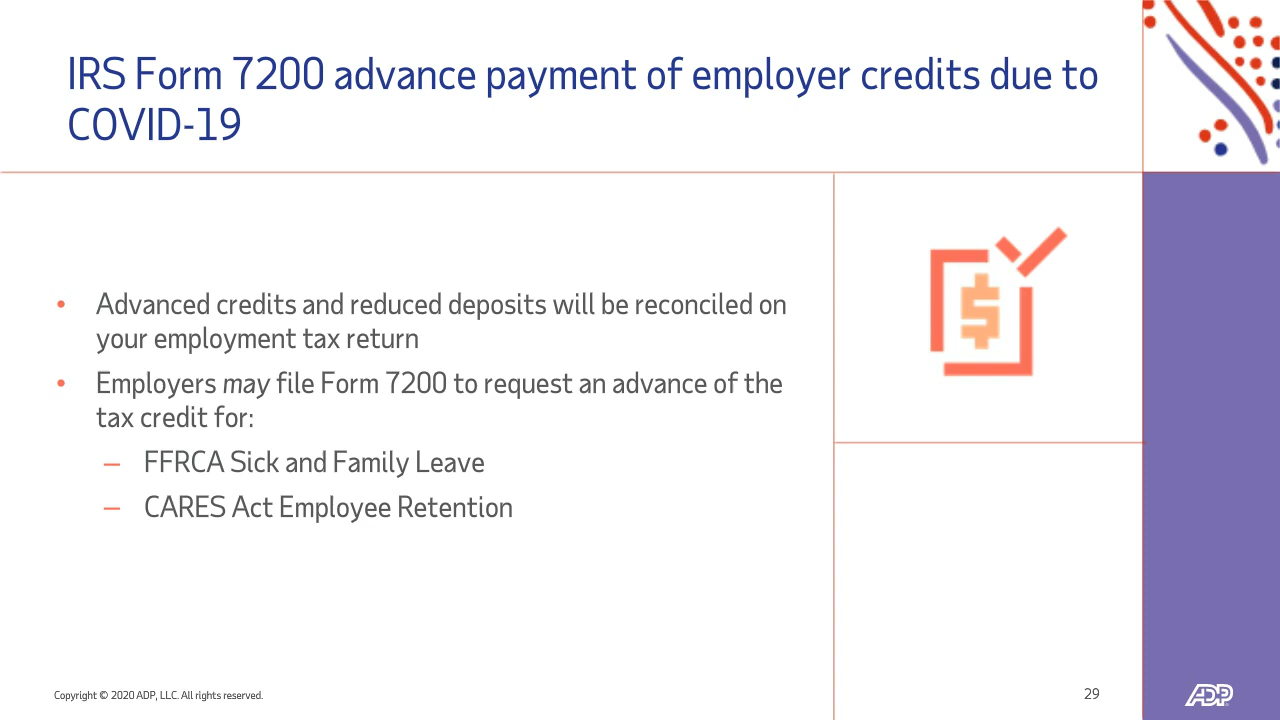 IRS Form 7200 advance payment of employer credits due to
COVID-19
• Advanced credits and reduced deposits will be reconciled on
your employment tax return
• Employers may file Form 7200 to request an advance of the
tax credit for:
– FFRCA Sick and Family Leave
– CARES Act Employee Retention
$
Copyright © 2020 ADP, LLC. All rights reserved.
29
ADP